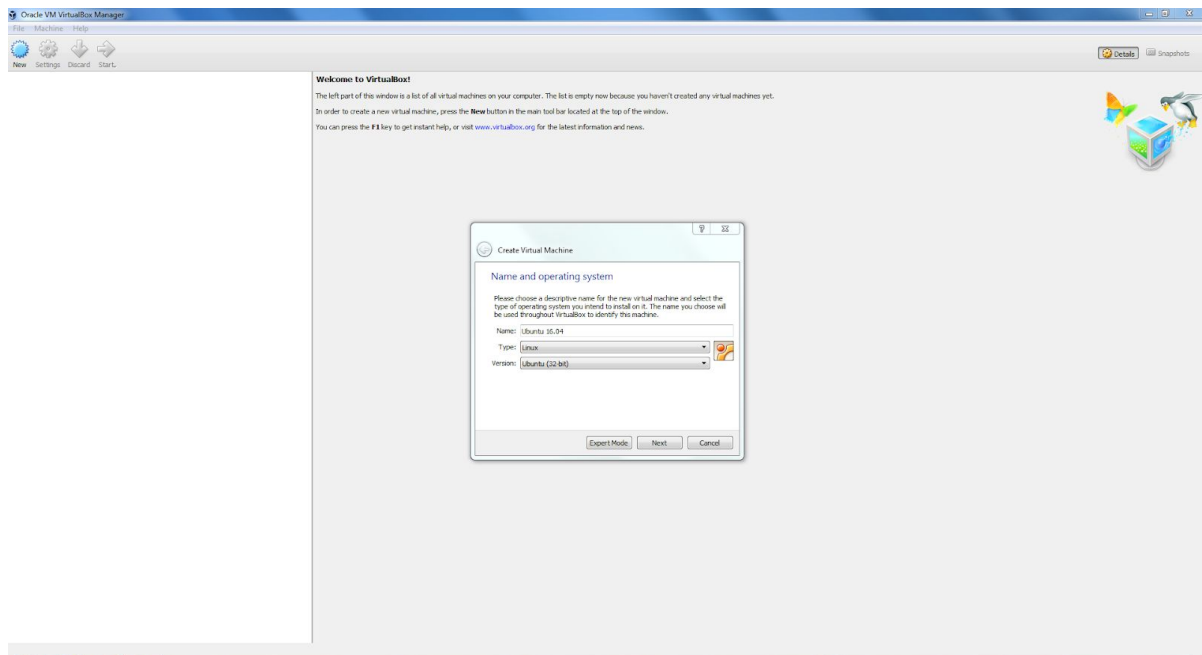 Oracle VM VirtualBox Manager
File Machine Help
New Settings Discard Start
Details Snapshots
Welcome to VirtualBox!
The left part of this window is a list of all virtual machines on your computer. The list is empty now because you haven't created any virtual machines yet.
In order to create a new virtual machine, press the New button in the main tool bar located at the top of the window.
You can press the F1 key to get instant help, or visit www.virtualbox.org for the latest information and news.
Create Virtual Machine
Name and operating system
Please choose a descriptive name for the new virtual machine and select the
type of operating system you intend to install on it. The name you choose will
be used throughout VirtualBox to identify this machine.
Name: Ubuntu 16.04
Type: Linux
Version: Ubuntu (32-bit)
Expert Mode Next Cancel